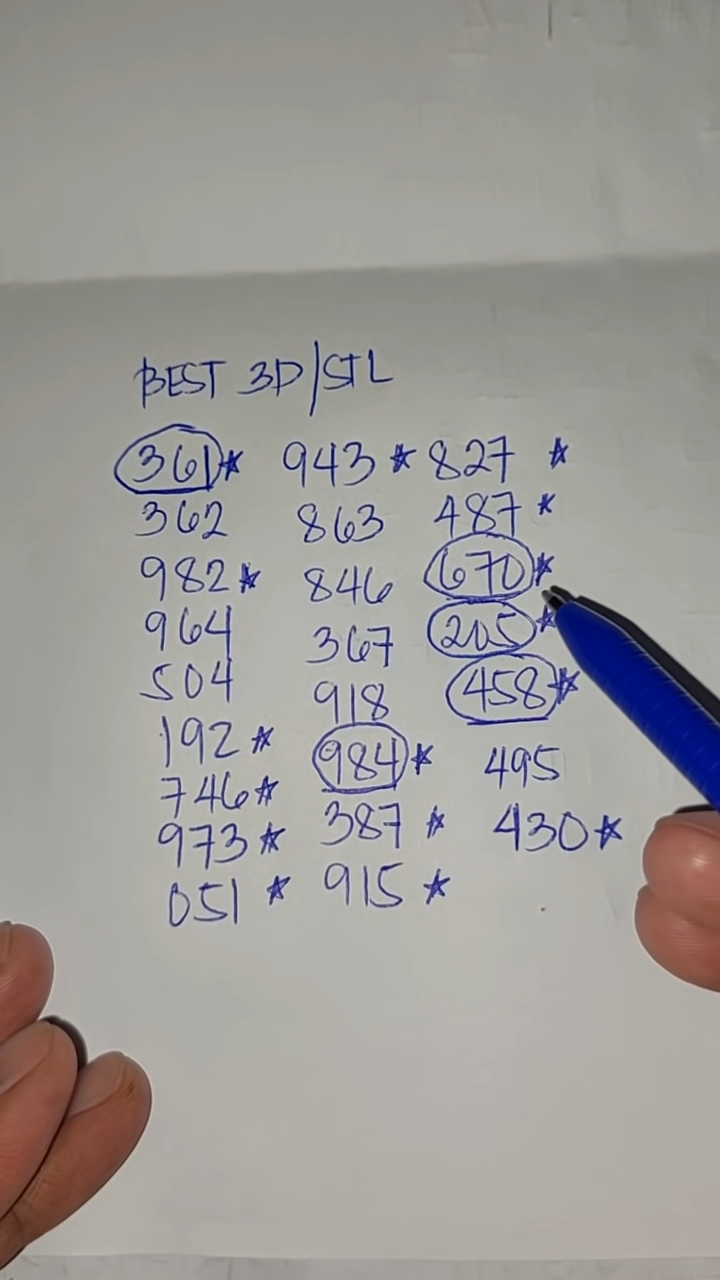 BEST 3D/STL
361★ 943★ 827★
362 863 487★
982★ 846 670★
964 367 205★
504 918 458★
192★ 984★ 495
746★ 387★ 430★
973★ 915★
051★